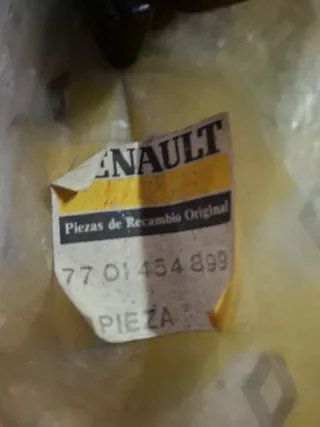 ENAULT
Piezas de Recambio Original
77 01 454 899
PIEZA